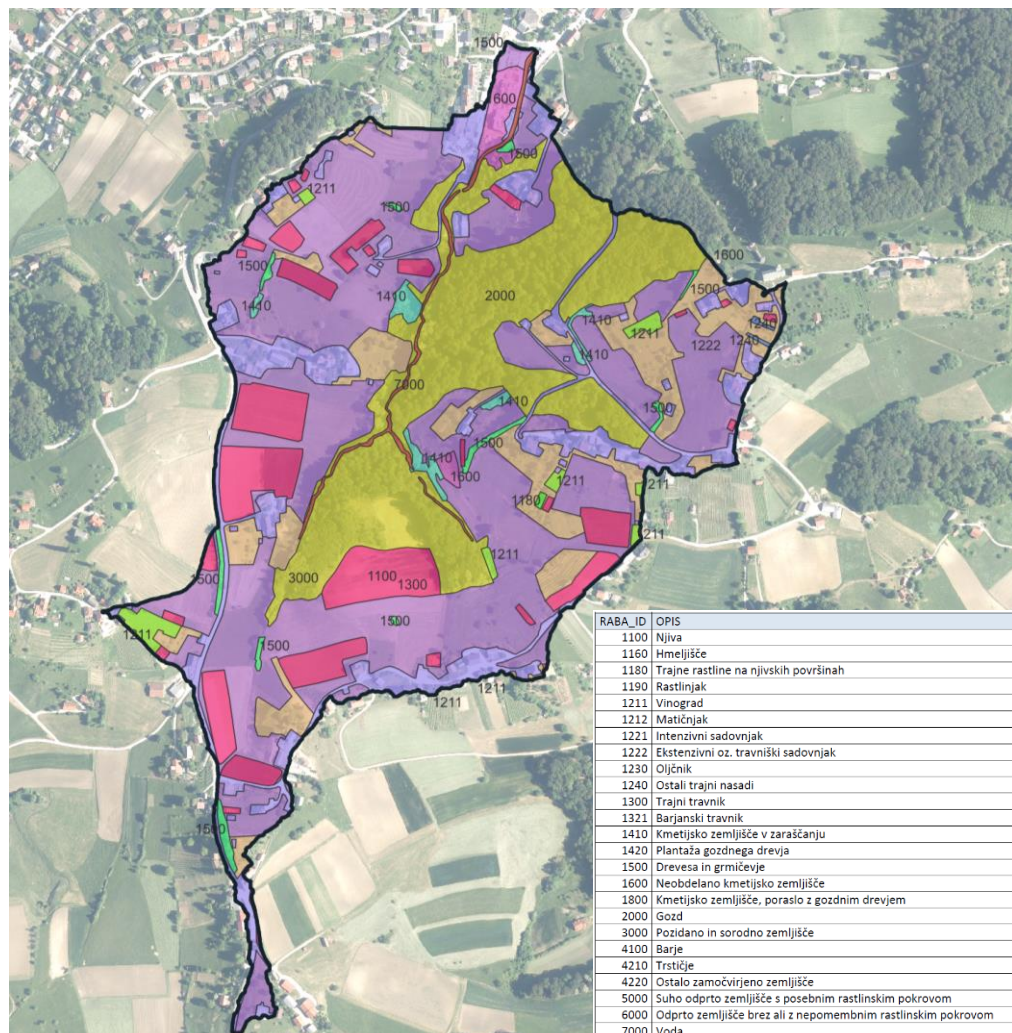 1500
1600
1500
1211
1500
1600
1500
1500
1410
1410
2000
1410
1211
1240
1222
1240
1410
7000
1410
1500
1500
1410
1600
1211
1211
1180
1211
1211
1500
3000
1100
1300
1500
1211
1500
1211
1211
1500
RABA_ID OPIS
1100 Njiva
1160 Hmeljišče
1180 Trajne rastline na njivskih površinah
1190 Rastlinjak
1211 Vinograd
1212 Matičnjak
1221 Intenzivni sadovnjak
1222 Ekstenzivni oz. travniški sadovnjak
1230 Oljčnik
1240 Ostali trajni nasadi
1300 Trajni travnik
1321 Barjanski travnik
1410 Kmetijsko zemljišče v zaraščanju
1420 Plantaža gozdnega drevja
1500 Drevesa in grmičevje
1600 Neobdelano kmetijsko zemljišče
1800 Kmetijsko zemljišče, poraslo z gozdnim drevjem
2000 Gozd
3000 Pozidano in sorodno zemljišče
4100 Barje
4210 Trstičje
4220 Ostalo zamočvirjeno zemljišče
5000 Suho odprto zemljišče s posebnim rastlinskim pokrovom
6000 Odprto zemljišče brez ali z nepomembnim rastlinskim pokrovom
7000 Voda